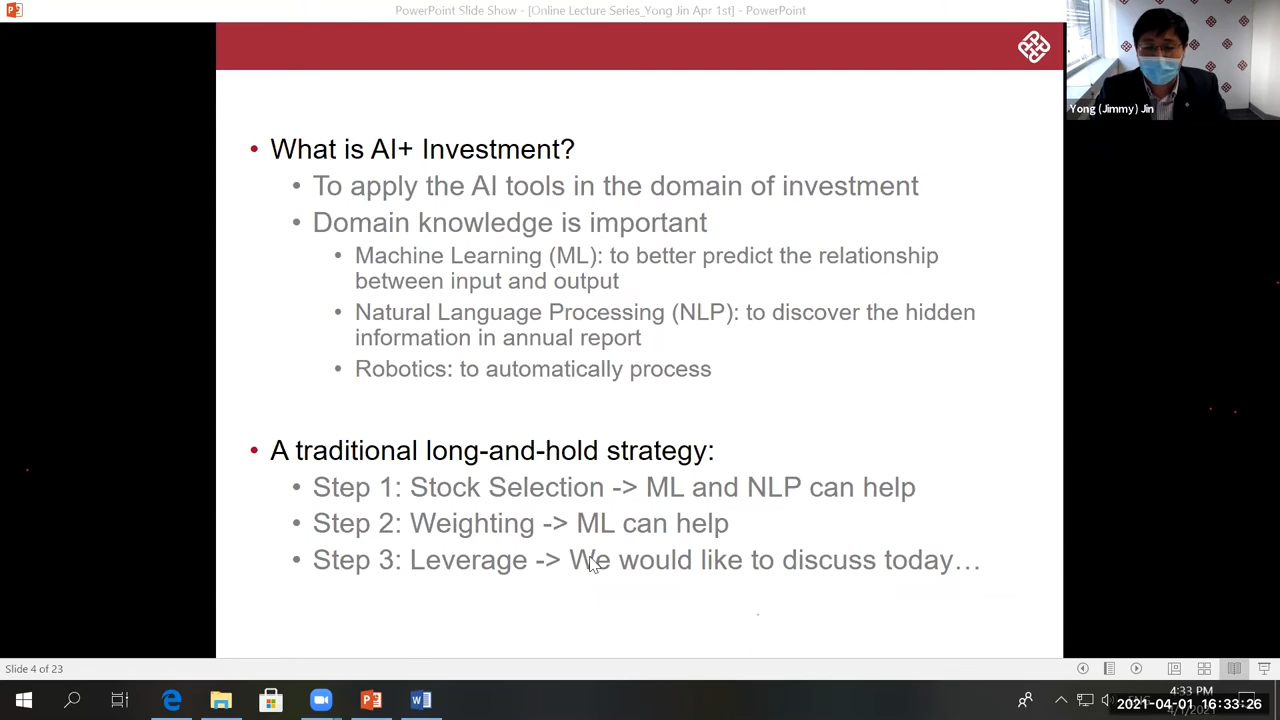 PowerPoint Slide Show - [Online Lecture Series_Yong Jin Apr 1st] - PowerPoint
Yong (Jimmy) Jin
• What is AI+ Investment?
• To apply the AI tools in the domain of investment
• Domain knowledge is important
• Machine Learning (ML): to better predict the relationship
between input and output
• Natural Language Processing (NLP): to discover the hidden
information in annual report
• Robotics: to automatically process
• A traditional long-and-hold strategy:
• Step 1: Stock Selection -> ML and NLP can help
• Step 2: Weighting -> ML can help
• Step 3: Leverage -> We would like to discuss today…
Slide 4 of 23
4:33 PM
2021-04-01 16:33:26